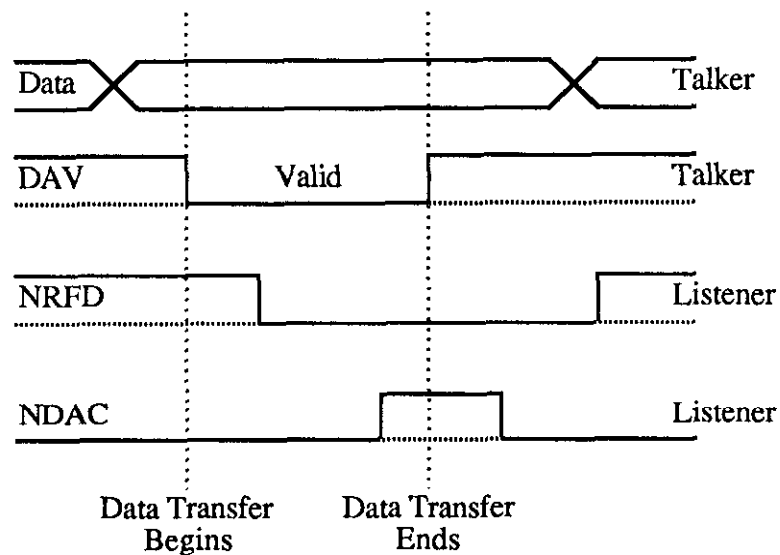 Data Talker
DAV Valid Talker
NRFD Listener
NDAC Listener
Data Transfer Data Transfer
Begins Ends